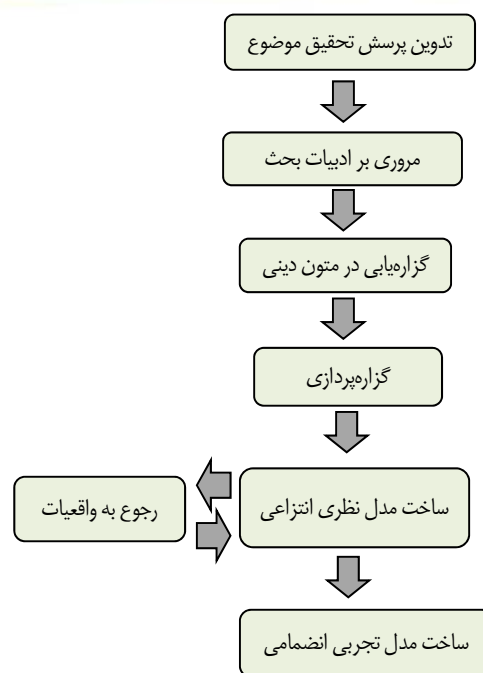 تدوین پرسش تحقیق موضوع
مروری بر ادبیات بحث
گزاره‌یابی در متون دینی
گزاره‌پردازی
ساخت مدل نظری انتزاعی
رجوع به واقعیات
ساخت مدل تجربی انضمامی